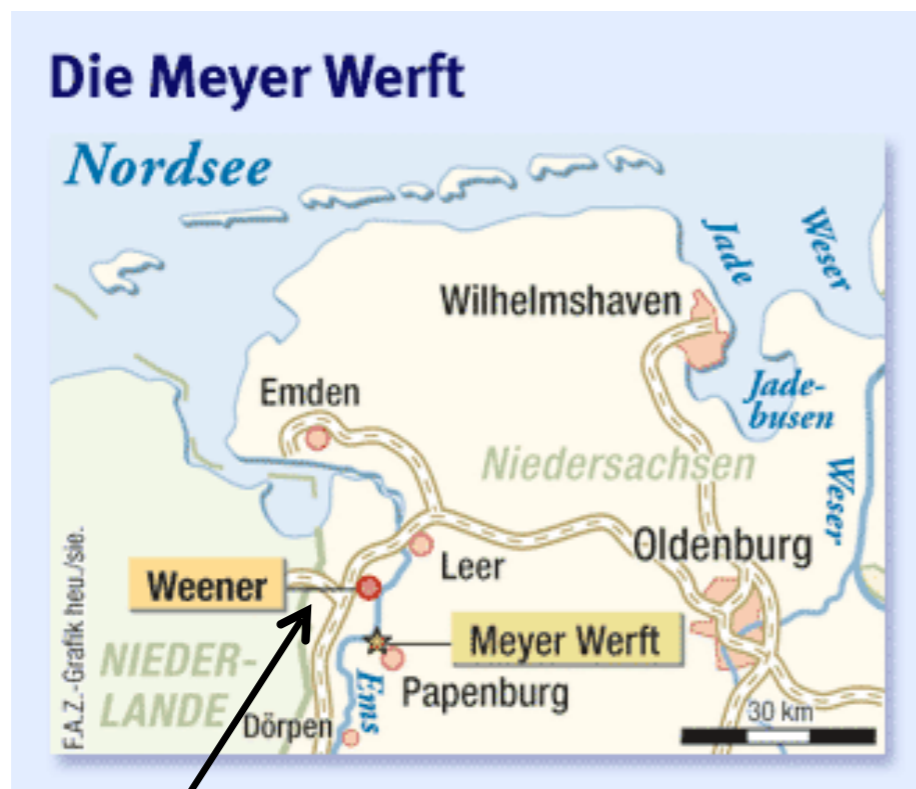 Die Meyer Werft
Nordsee
Jade
Weser
Wilhelmshaven
Emden
Jade-
busen
Niedersachsen
Weser
Oldenburg
Leer
Weener
Meyer Werft
NIEDER-
LANDE
Papenburg
Ems
Dörpen
30 km
F.A.Z.-Grafik heu./sie.